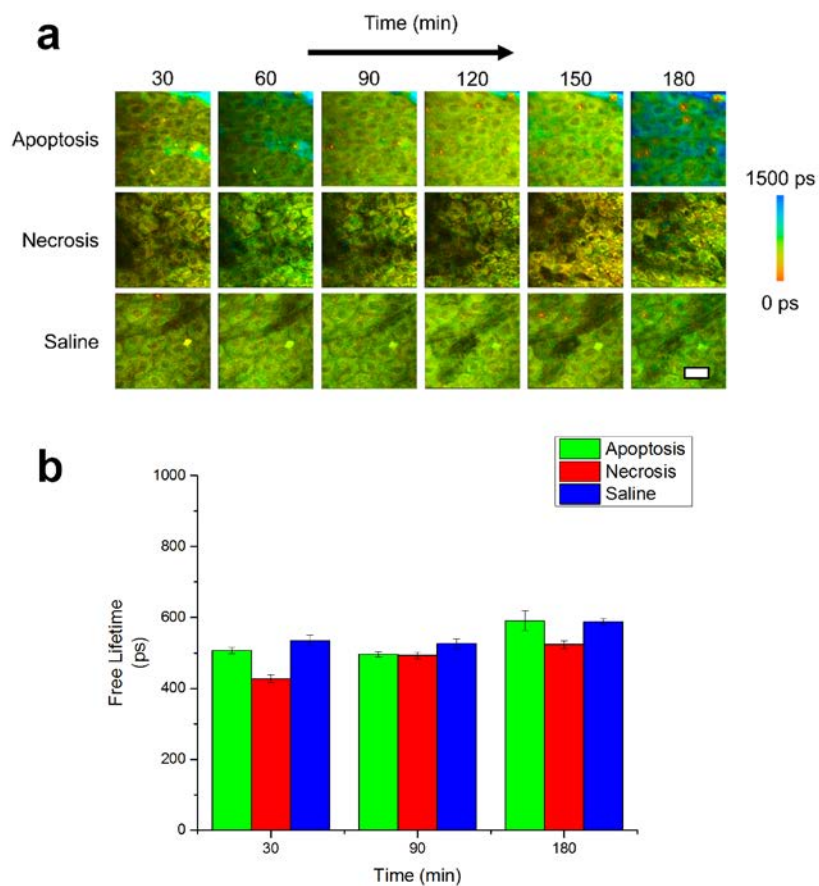 a
Time (min)
30 60 90 120 150 180
Apoptosis
Necrosis
Saline
1500 ps
0 ps
b
Apoptosis
Necrosis
Saline
1000
800
600
400
200
0
Free Lifetime
(ps)
30 90 180
Time (min)